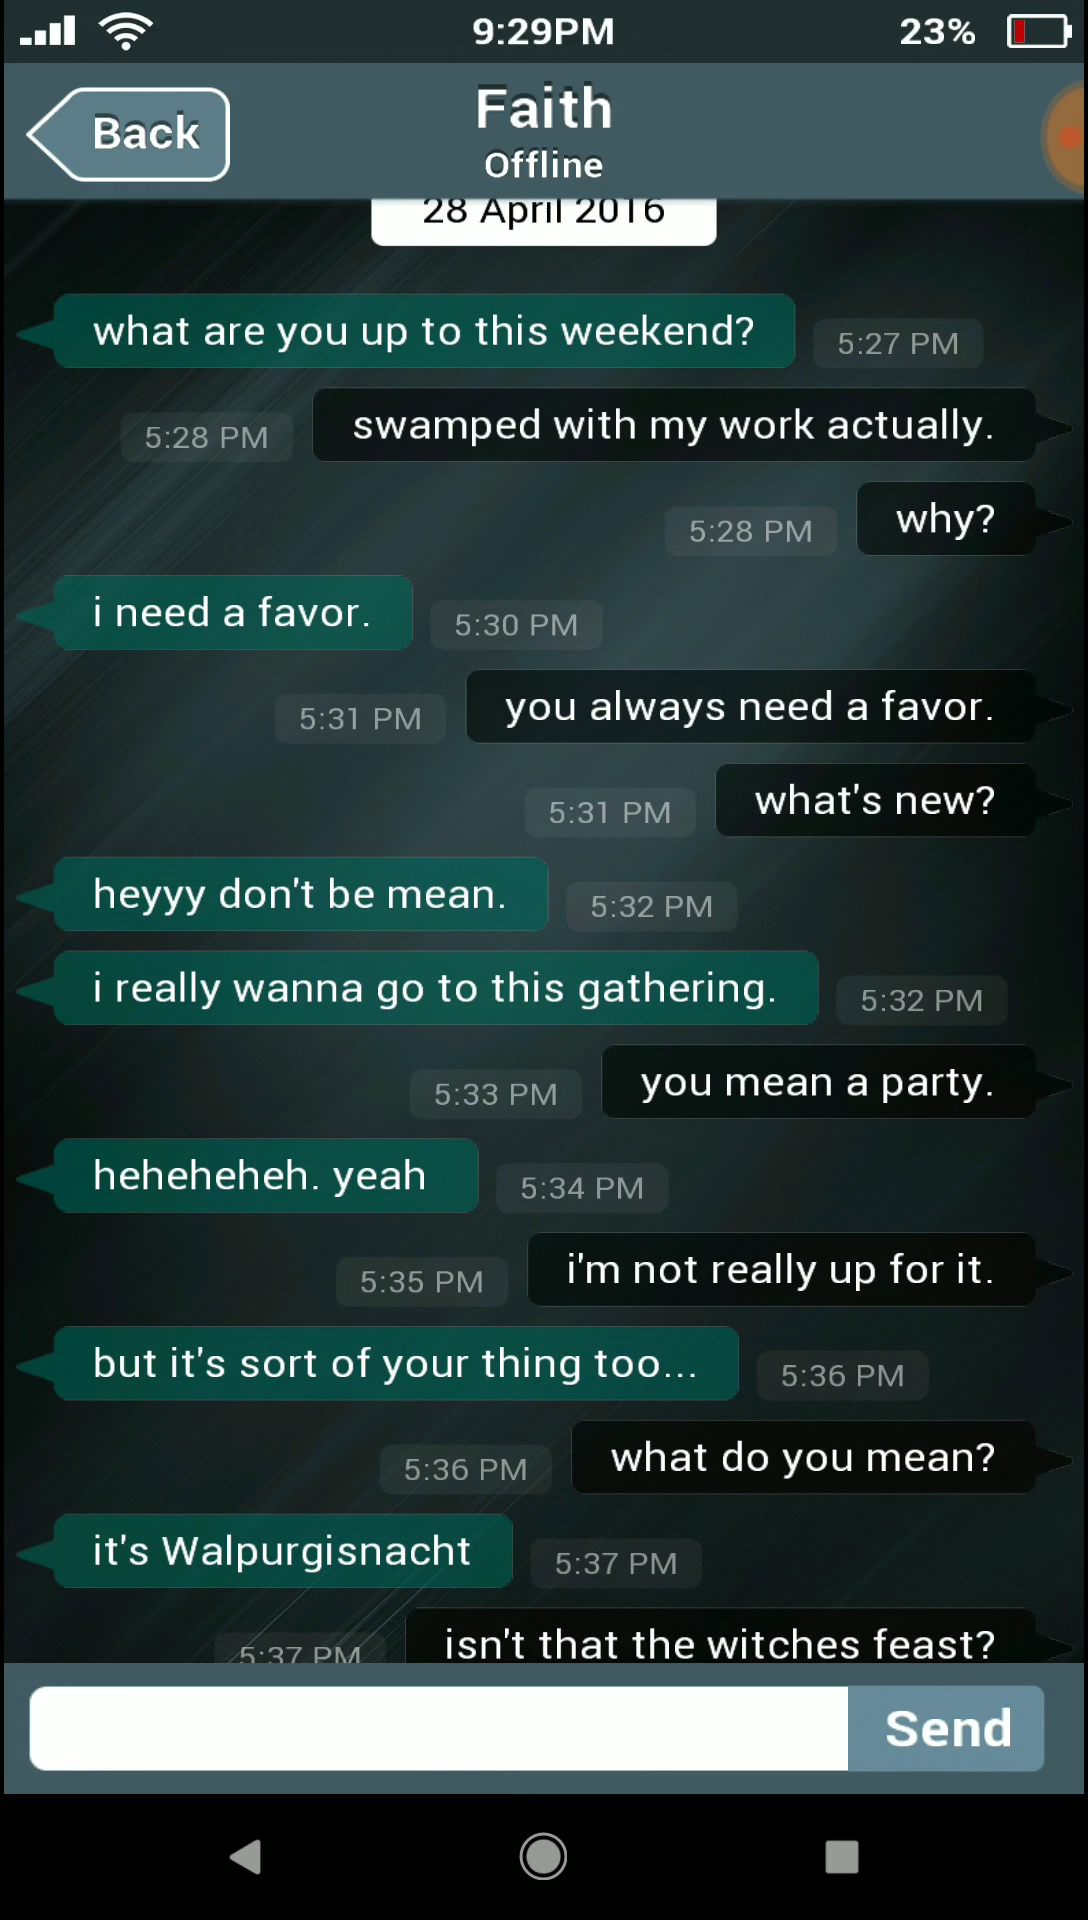 9:29PM
23%
Back
Faith
Offline
28 April 2016
what are you up to this weekend?
5:27 PM
5:28 PM
swamped with my work actually.
5:28 PM
why?
i need a favor.
5:30 PM
5:31 PM
you always need a favor.
5:31 PM
what's new?
heyyy don't be mean.
5:32 PM
i really wanna go to this gathering.
5:32 PM
5:33 PM
you mean a party.
heheheheh. yeah
5:34 PM
5:35 PM
i'm not really up for it.
but it's sort of your thing too...
5:36 PM
5:36 PM
what do you mean?
it's Walpurgisnacht
5:37 PM
5:37 PM
isn't that the witches feast?
Send